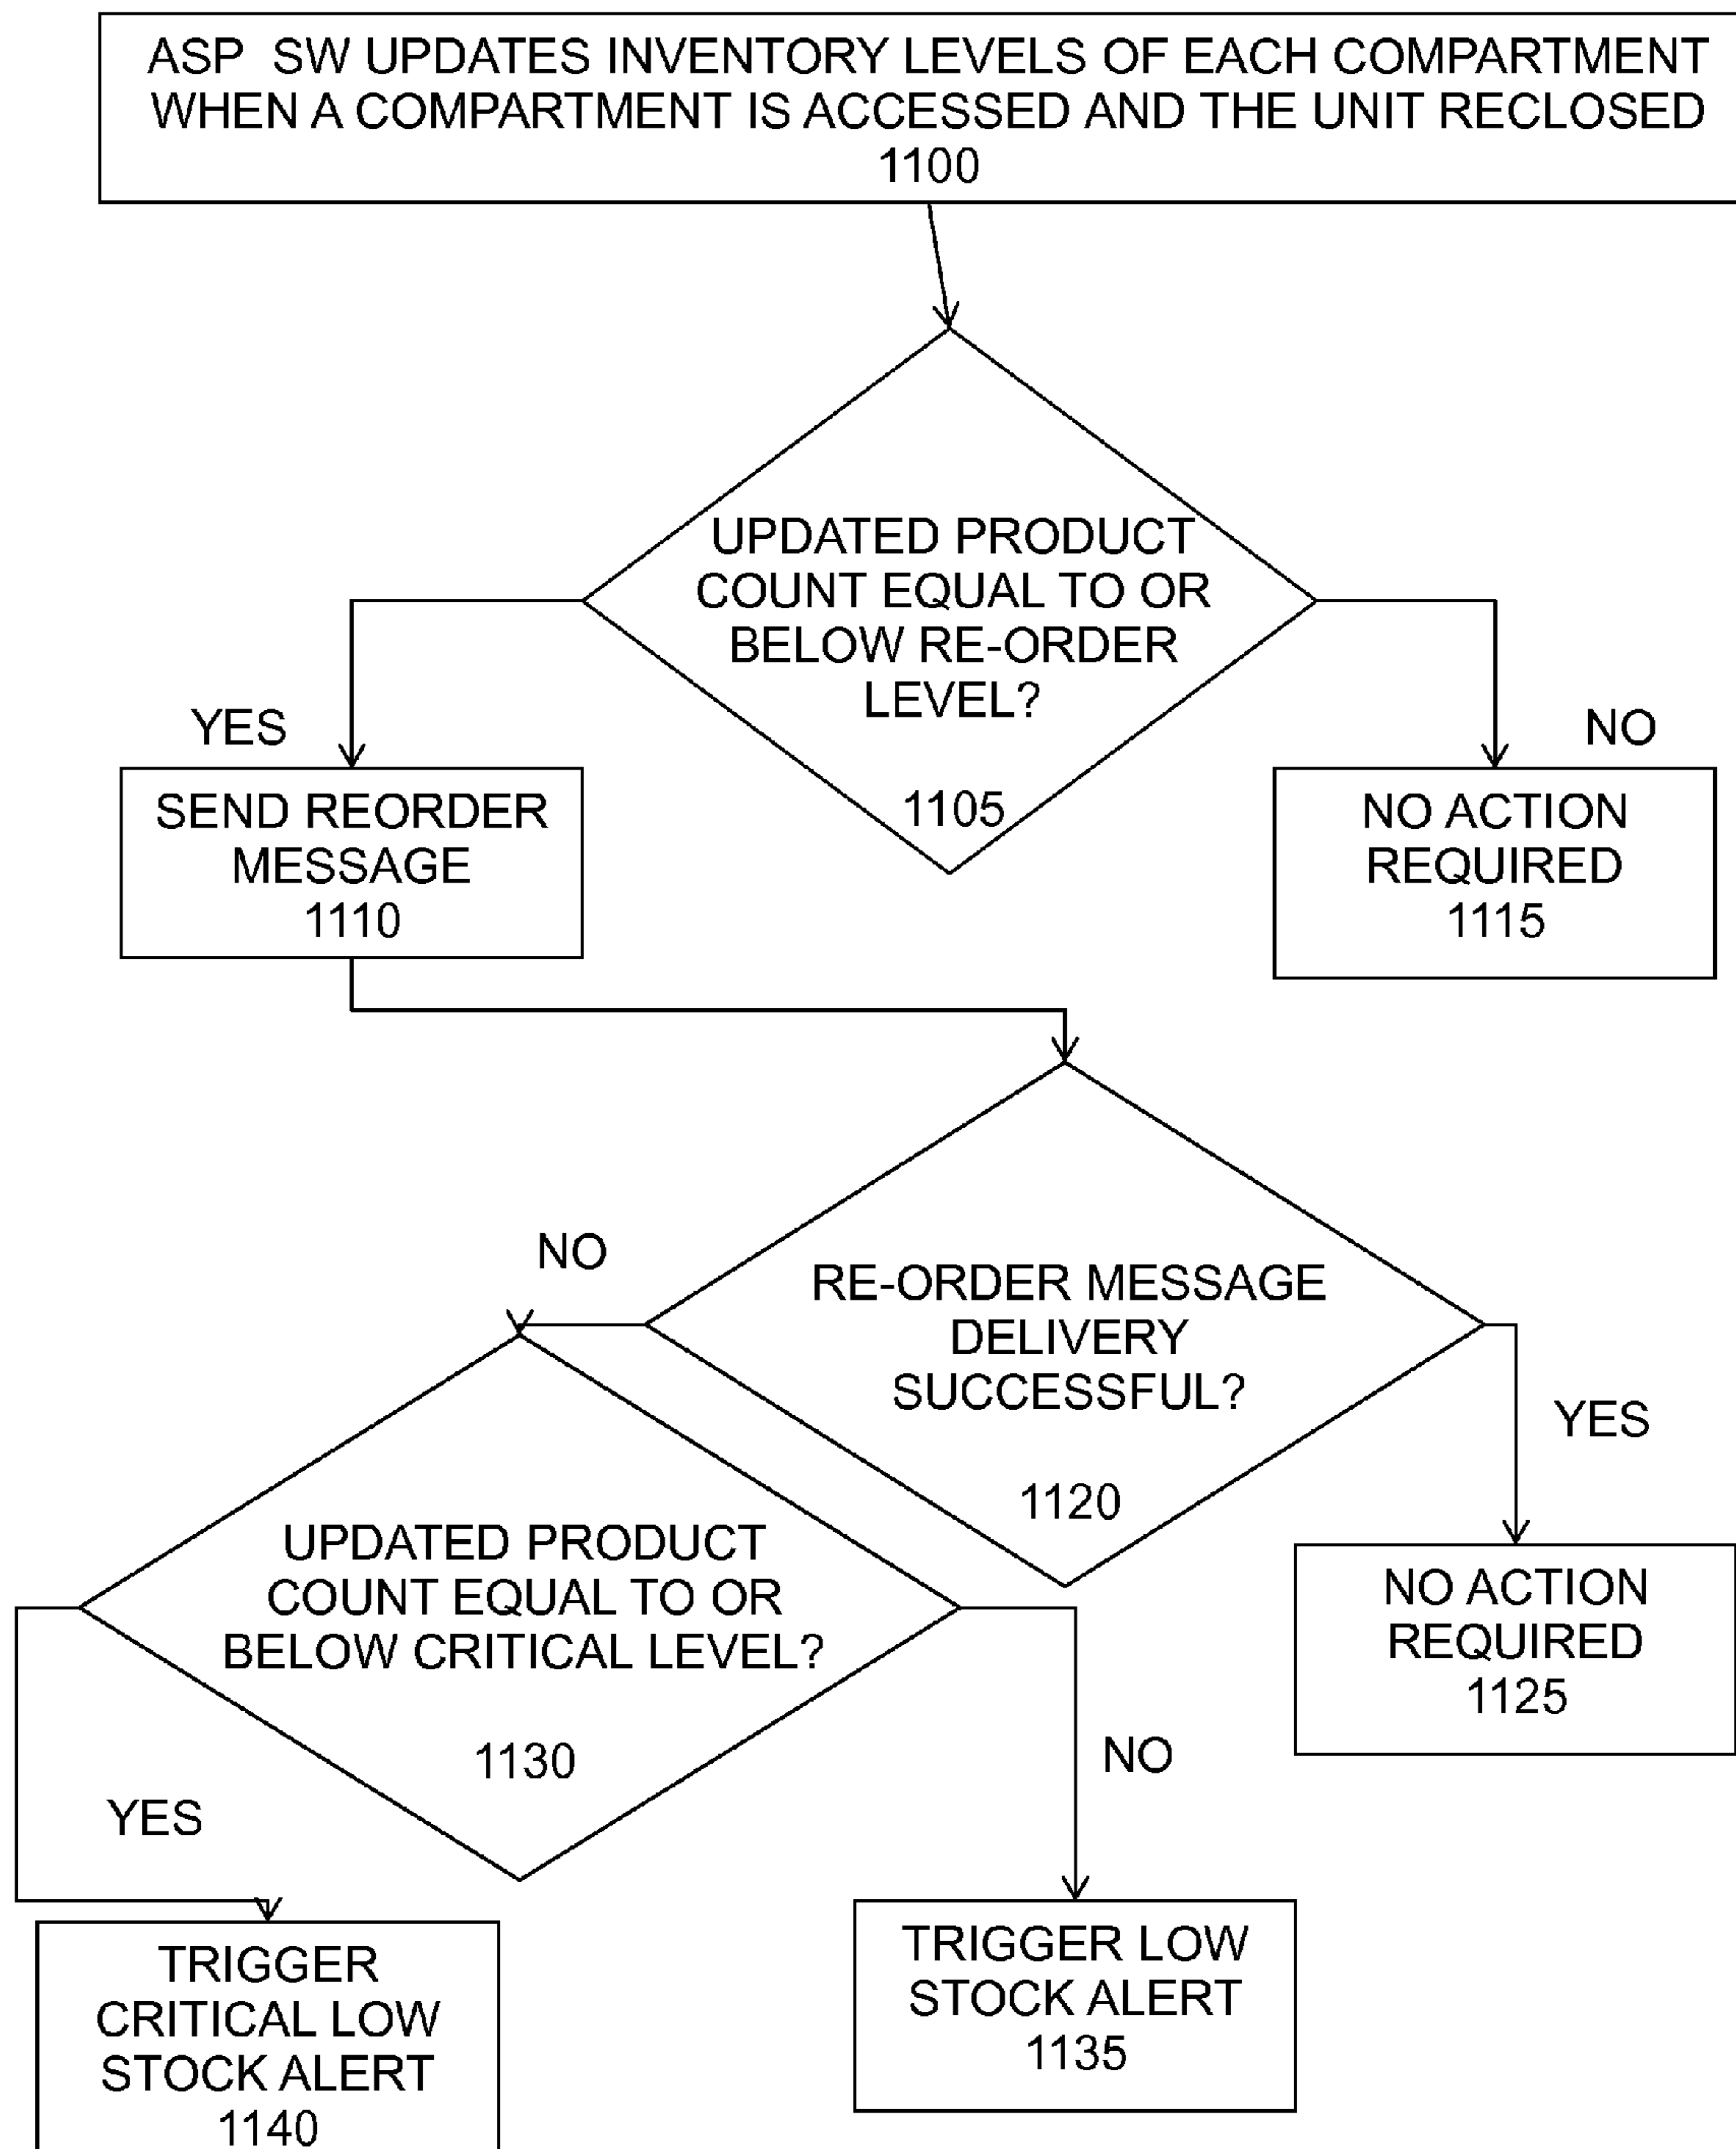 ASP SW UPDATES INVENTORY LEVELS OF EACH COMPARTMENT
WHEN A COMPARTMENT IS ACCESSED AND THE UNIT RECLOSED
1100
UPDATED PRODUCT
COUNT EQUAL TO OR
BELOW RE-ORDER
LEVEL?
1105
YES
NO
SEND REORDER
MESSAGE
1110
NO ACTION
REQUIRED
1115
NO
RE-ORDER MESSAGE
DELIVERY
SUCCESSFUL?
1120
YES
UPDATED PRODUCT
COUNT EQUAL TO OR
BELOW CRITICAL LEVEL?
1130
NO ACTION
REQUIRED
1125
NO
YES
TRIGGER LOW
STOCK ALERT
1135
TRIGGER
CRITICAL LOW
STOCK ALERT
1140